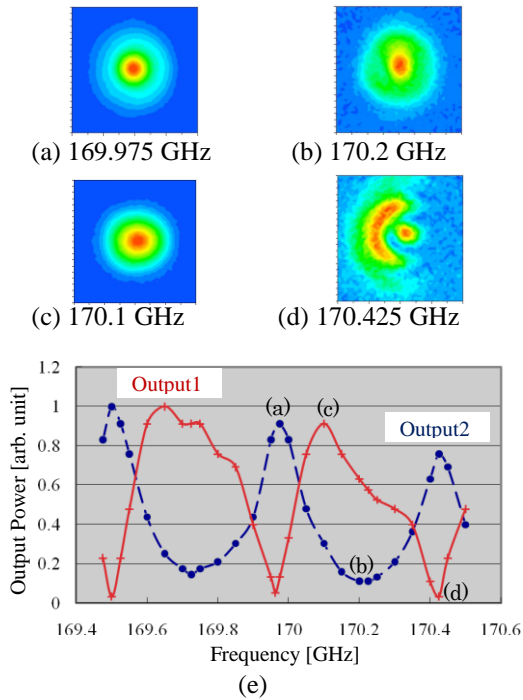 (a) 169.975 GHz
(b) 170.2 GHz
(c) 170.1 GHz
(d) 170.425 GHz
1.2
1
0.8
0.6
0.4
0.2
0
Output Power [arb. unit]
Output1
Output2
(a)
(c)
(b)
(d)
169.4
169.6
169.8
170
170.2
170.4
170.6
Frequency [GHz]
(e)